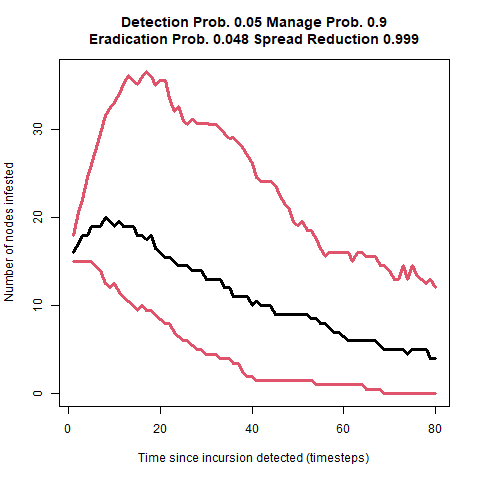 Detection Prob. 0.05 Manage Prob. 0.9
Eradication Prob. 0.048 Spread Reduction 0.999
Number of nodes infested
30
20
10
0
0 20 40 60 80
Time since incursion detected (timesteps)